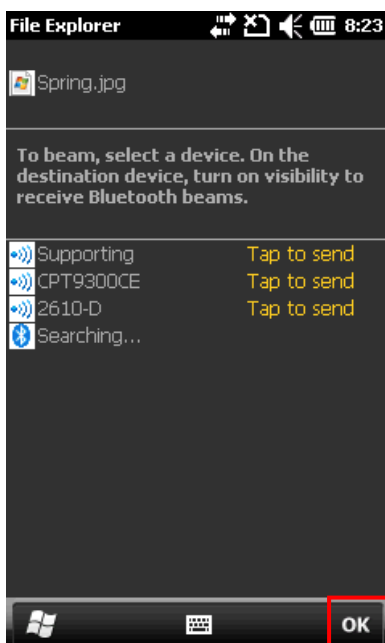 File Explorer 8:23
Spring.jpg
To beam, select a device. On the
destination device, turn on visibility to
receive Bluetooth beams.
Supporting Tap to send
CPT9300CE Tap to send
2610-D Tap to send
Searching...
OK